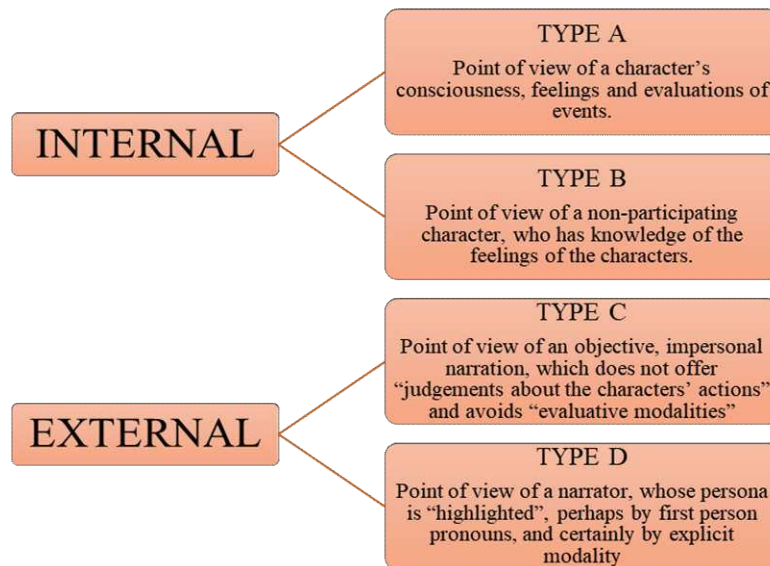 INTERNAL
TYPE A
Point of view of a character's
consciousness, feelings and evaluations of
events.
TYPE B
Point of view of a non-participating
character, who has knowledge of the
feelings of the characters.
EXTERNAL
TYPE C
Point of view of an objective, impersonal
narration, which does not offer
“judgements about the characters' actions”
and avoids “evaluative modalities”
TYPE D
Point of view of a narrator, whose persona
is “highlighted”, perhaps by first person
pronouns, and certainly by explicit
modality